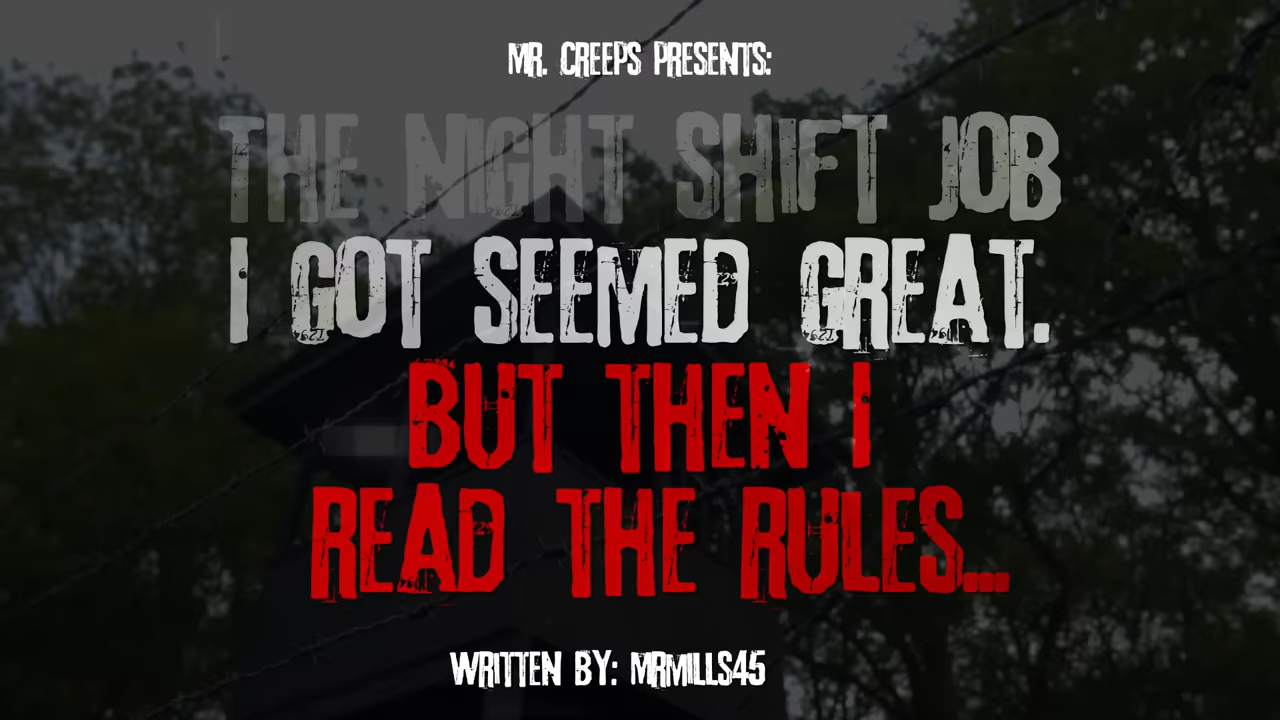 MR. CREEPS PRESENTS:
THE NIGHT SHIFT JOB
I GOT SEEMED GREAT.
BUT THEN I
READ THE RULES...
WRITTEN BY: MRMILLS45